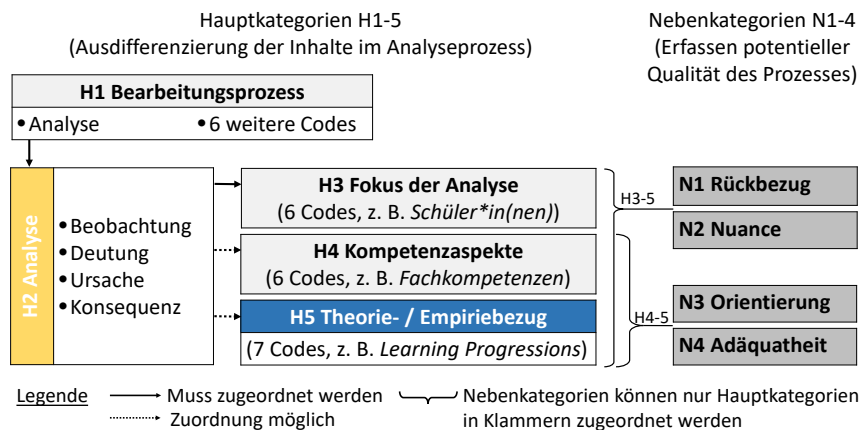 Hauptkategorien H1-5
(Ausdifferenzierung der Inhalte im Analyseprozess)
Nebenkategorien N1-4
(Erfassen potentieller
Qualität des Prozesses)
H1 Bearbeitungsprozess
• Analyse • 6 weitere Codes
H2 Analyse
• Beobachtung
• Deutung
• Ursache
• Konsequenz
H3 Fokus der Analyse
(6 Codes, z. B. Schüler*in(nen))
H4 Kompetenzaspekte
(6 Codes, z. B. Fachkompetenzen)
H5 Theorie- / Empiriebezug
(7 Codes, z. B. Learning Progressions)
H3-5
H4-5
N1 Rückbezug
N2 Nuance
N3 Orientierung
N4 Adäquatheit
Legende
Muss zugeordnet werden
Zuordnung möglich
Nebenkategorien können nur Hauptkategorien
in Klammern zugeordnet werden